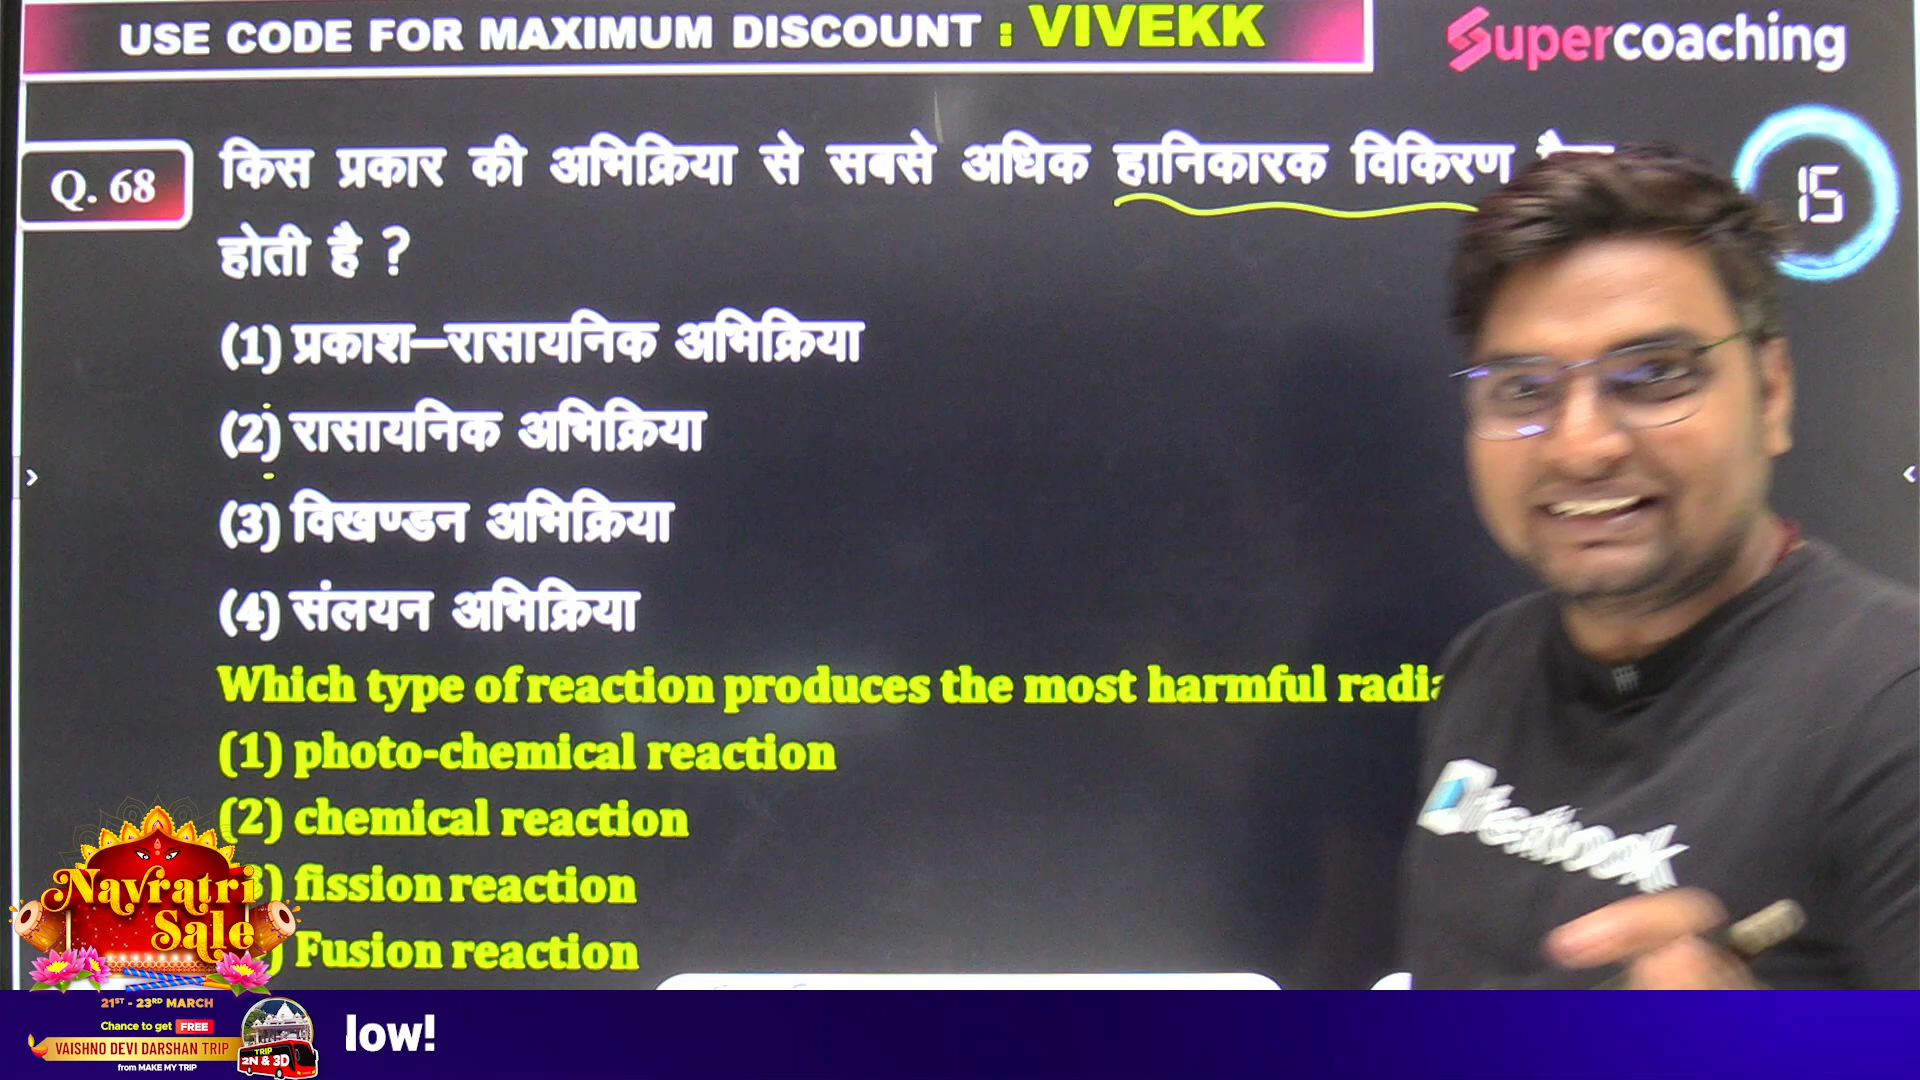 USE CODE FOR MAXIMUM DISCOUNT : VIVEKK
Supercoaching
Q. 68
किस प्रकार की अभिक्रिया से सबसे अधिक हानिकारक विकिरण
15
होती है ?
(1) प्रकाश–रासायनिक अभिक्रिया
(2) रासायनिक अभिक्रिया
(3) विखण्डन अभिक्रिया
(4) संलयन अभिक्रिया
Which type of reaction produces the most harmful
(1) photo-chemical reaction
(2) chemical reaction
3) fission reaction
) Fusion reaction
testbook
Navratri
Sale
21ST - 23RD MARCH
Chance to get FREE
VAISHNO DEVI DARSHAN TRIP
from MAKE MY TRIP
TRIP
2N & 3D
low!